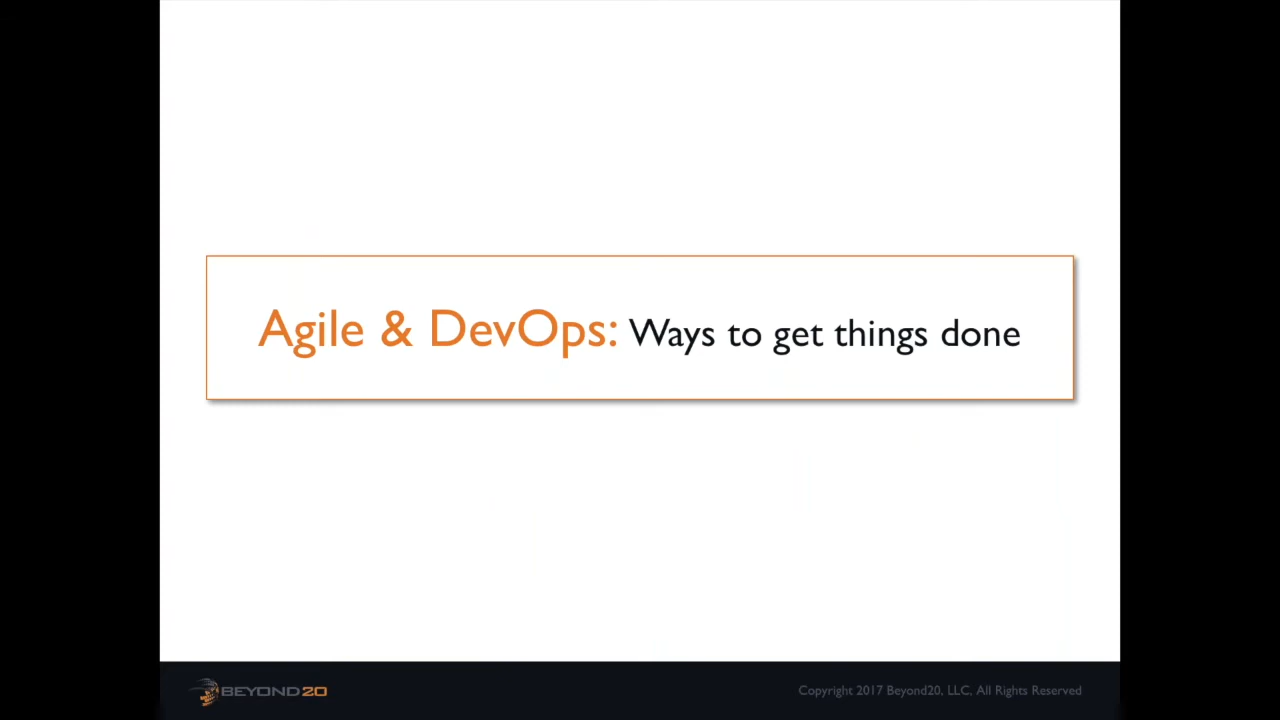 Agile & DevOps: Ways to get things done
BEYOND20
Copyright 2017 Beyond20, LLC, All Rights Reserved